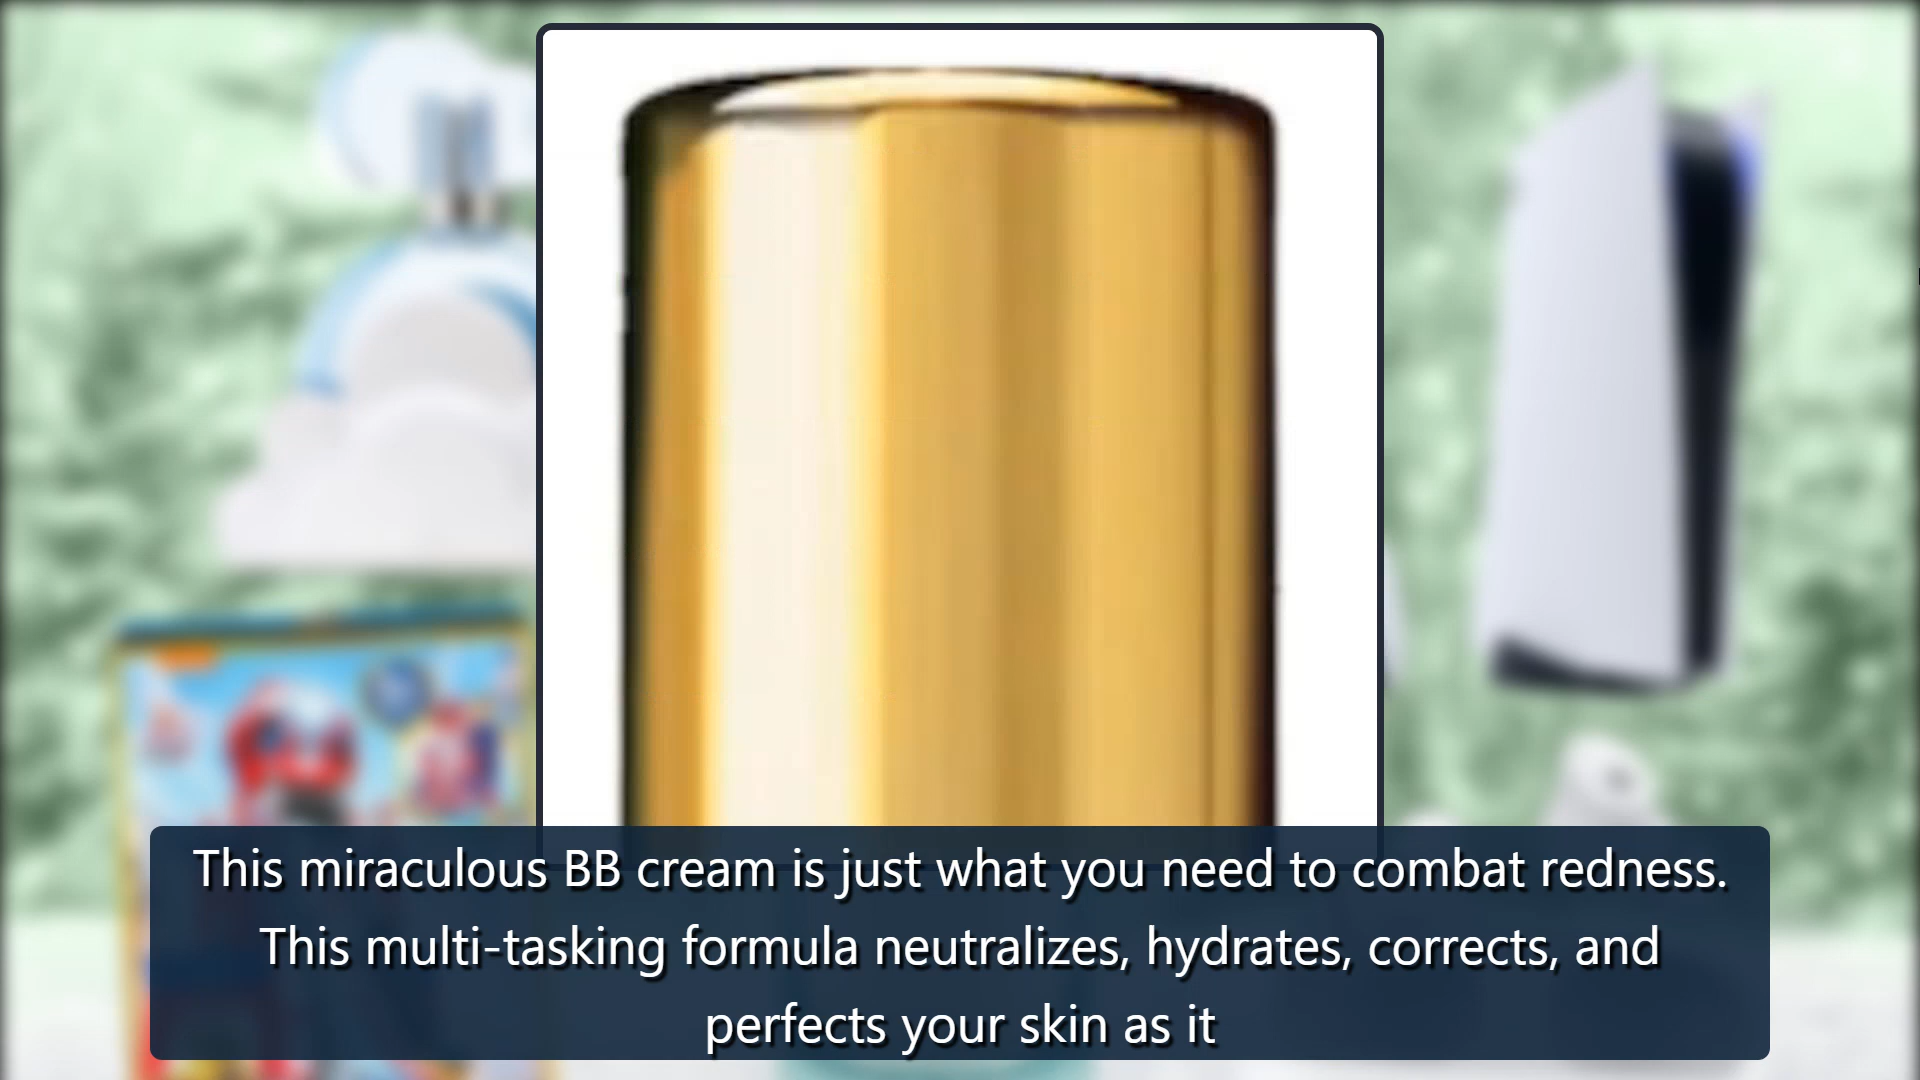 This miraculous BB cream is just what you need to combat redness.
This multi-tasking formula neutralizes, hydrates, corrects, and
perfects your skin as it